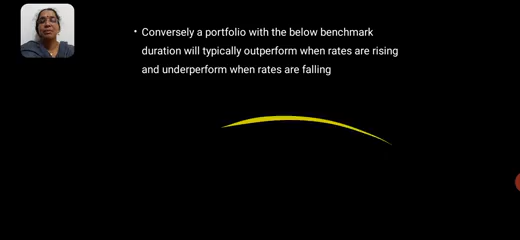 • Conversely a portfolio with the below benchmark
duration will typically outperform when rates are rising
and underperform when rates are falling